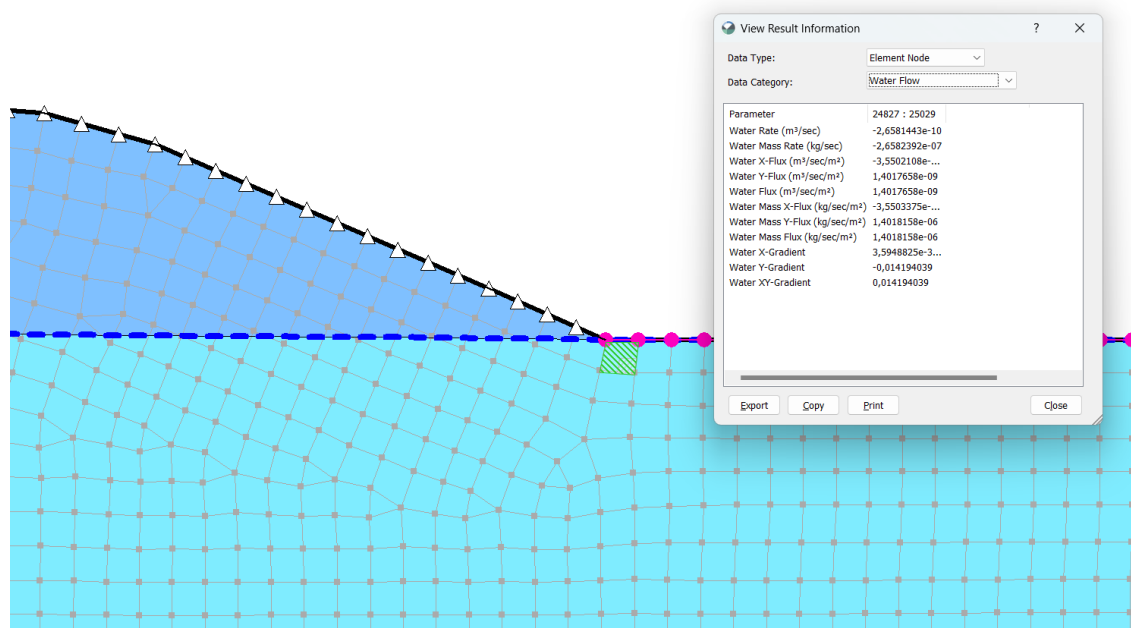 View Result Information ? ×
Data Type: Element Node
Data Category: Water Flow
Parameter 24827 : 25029
Water Rate (m³/sec) -2,6581443e-10
Water Mass Rate (kg/sec) -2,6582392e-07
Water X-Flux (m³/sec/m²) -3,5502108e-...
Water Y-Flux (m³/sec/m²) 1,4017658e-09
Water Flux (m³/sec/m²) 1,4017658e-09
Water Mass X-Flux (kg/sec/m²) -3,5503375e-...
Water Mass Y-Flux (kg/sec/m²) 1,4018158e-06
Water Mass Flux (kg/sec/m²) 1,4018158e-06
Water X-Gradient 3,5948825e-3...
Water Y-Gradient -0,014194039
Water XY-Gradient 0,014194039
Export Copy Print Close